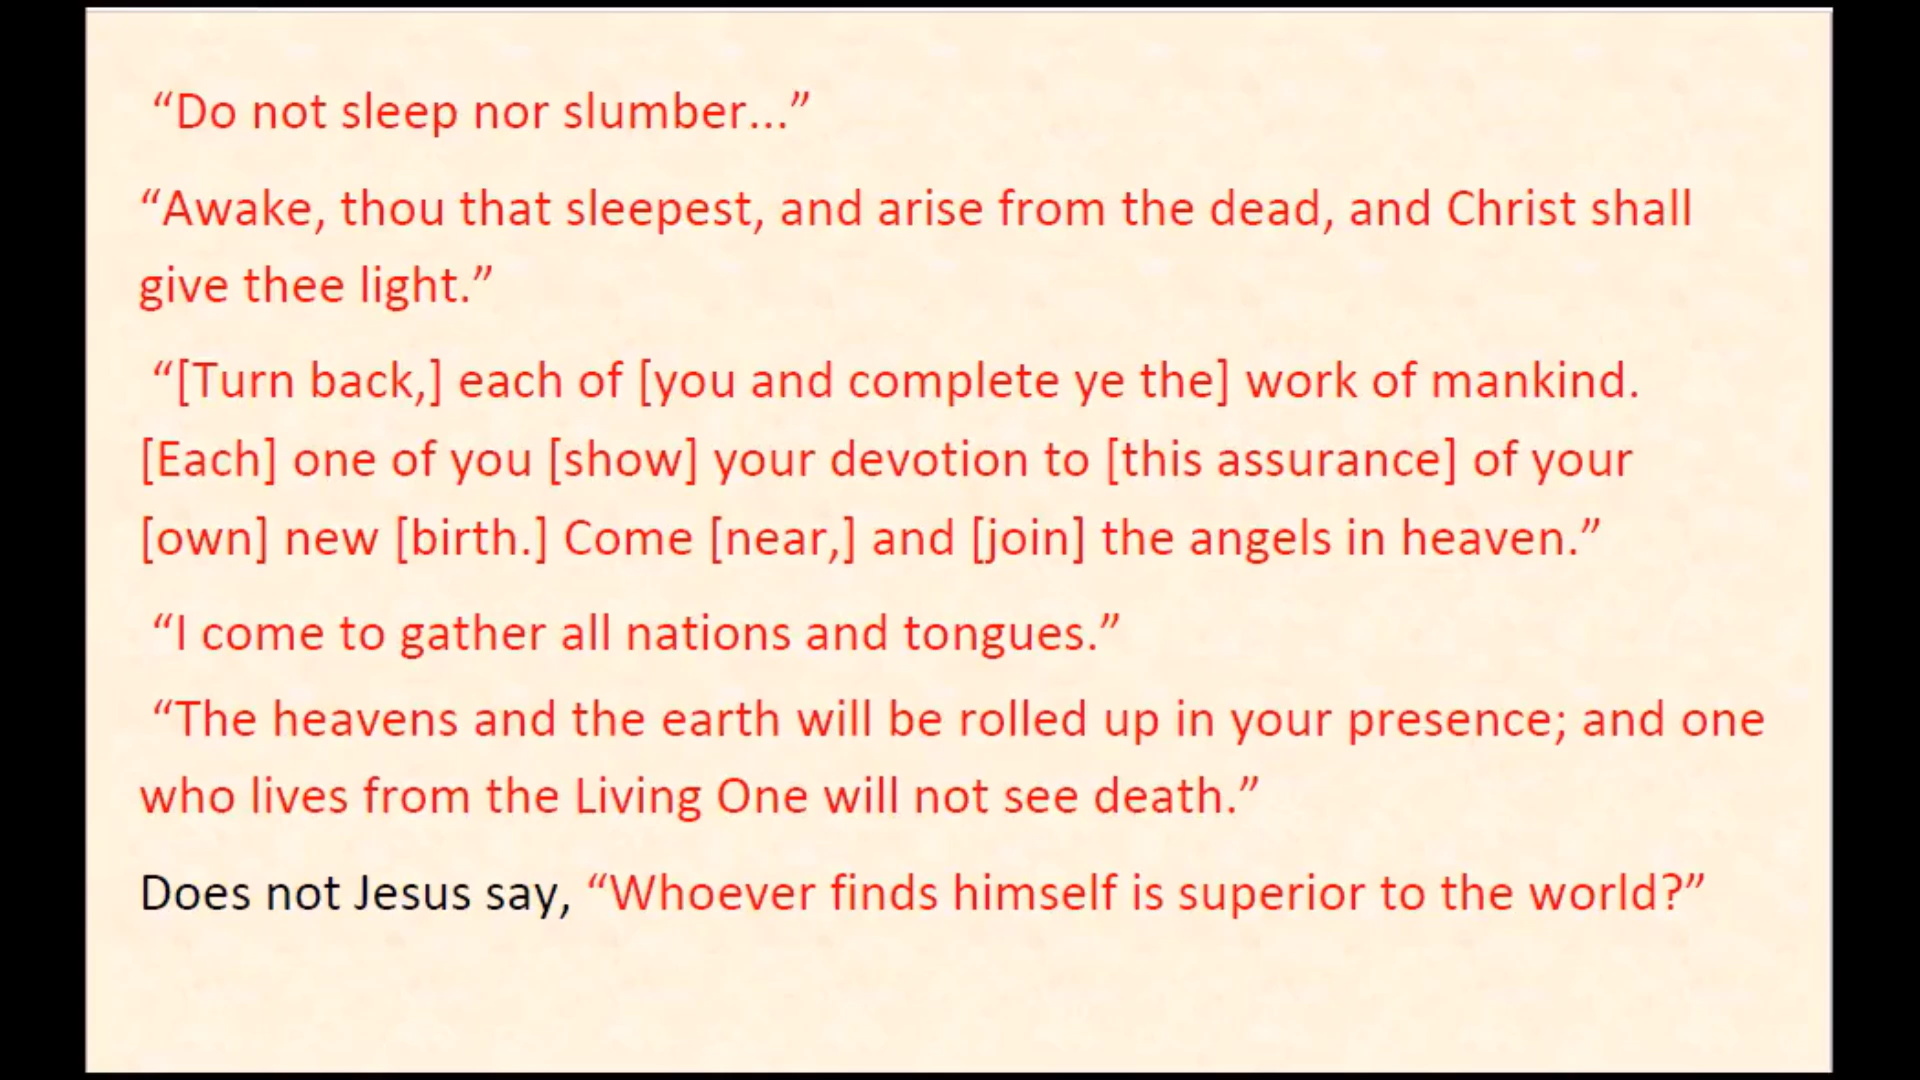 “Do not sleep nor slumber...”
“Awake, thou that sleepest, and arise from the dead, and Christ shall
give thee light.”
“[Turn back,] each of [you and complete ye the] work of mankind.
[Each] one of you [show] your devotion to [this assurance] of your
[own] new [birth.] Come [near,] and [join] the angels in heaven.”
“I come to gather all nations and tongues.”
“The heavens and the earth will be rolled up in your presence; and one
who lives from the Living One will not see death.”
Does not Jesus say, “Whoever finds himself is superior to the world?”